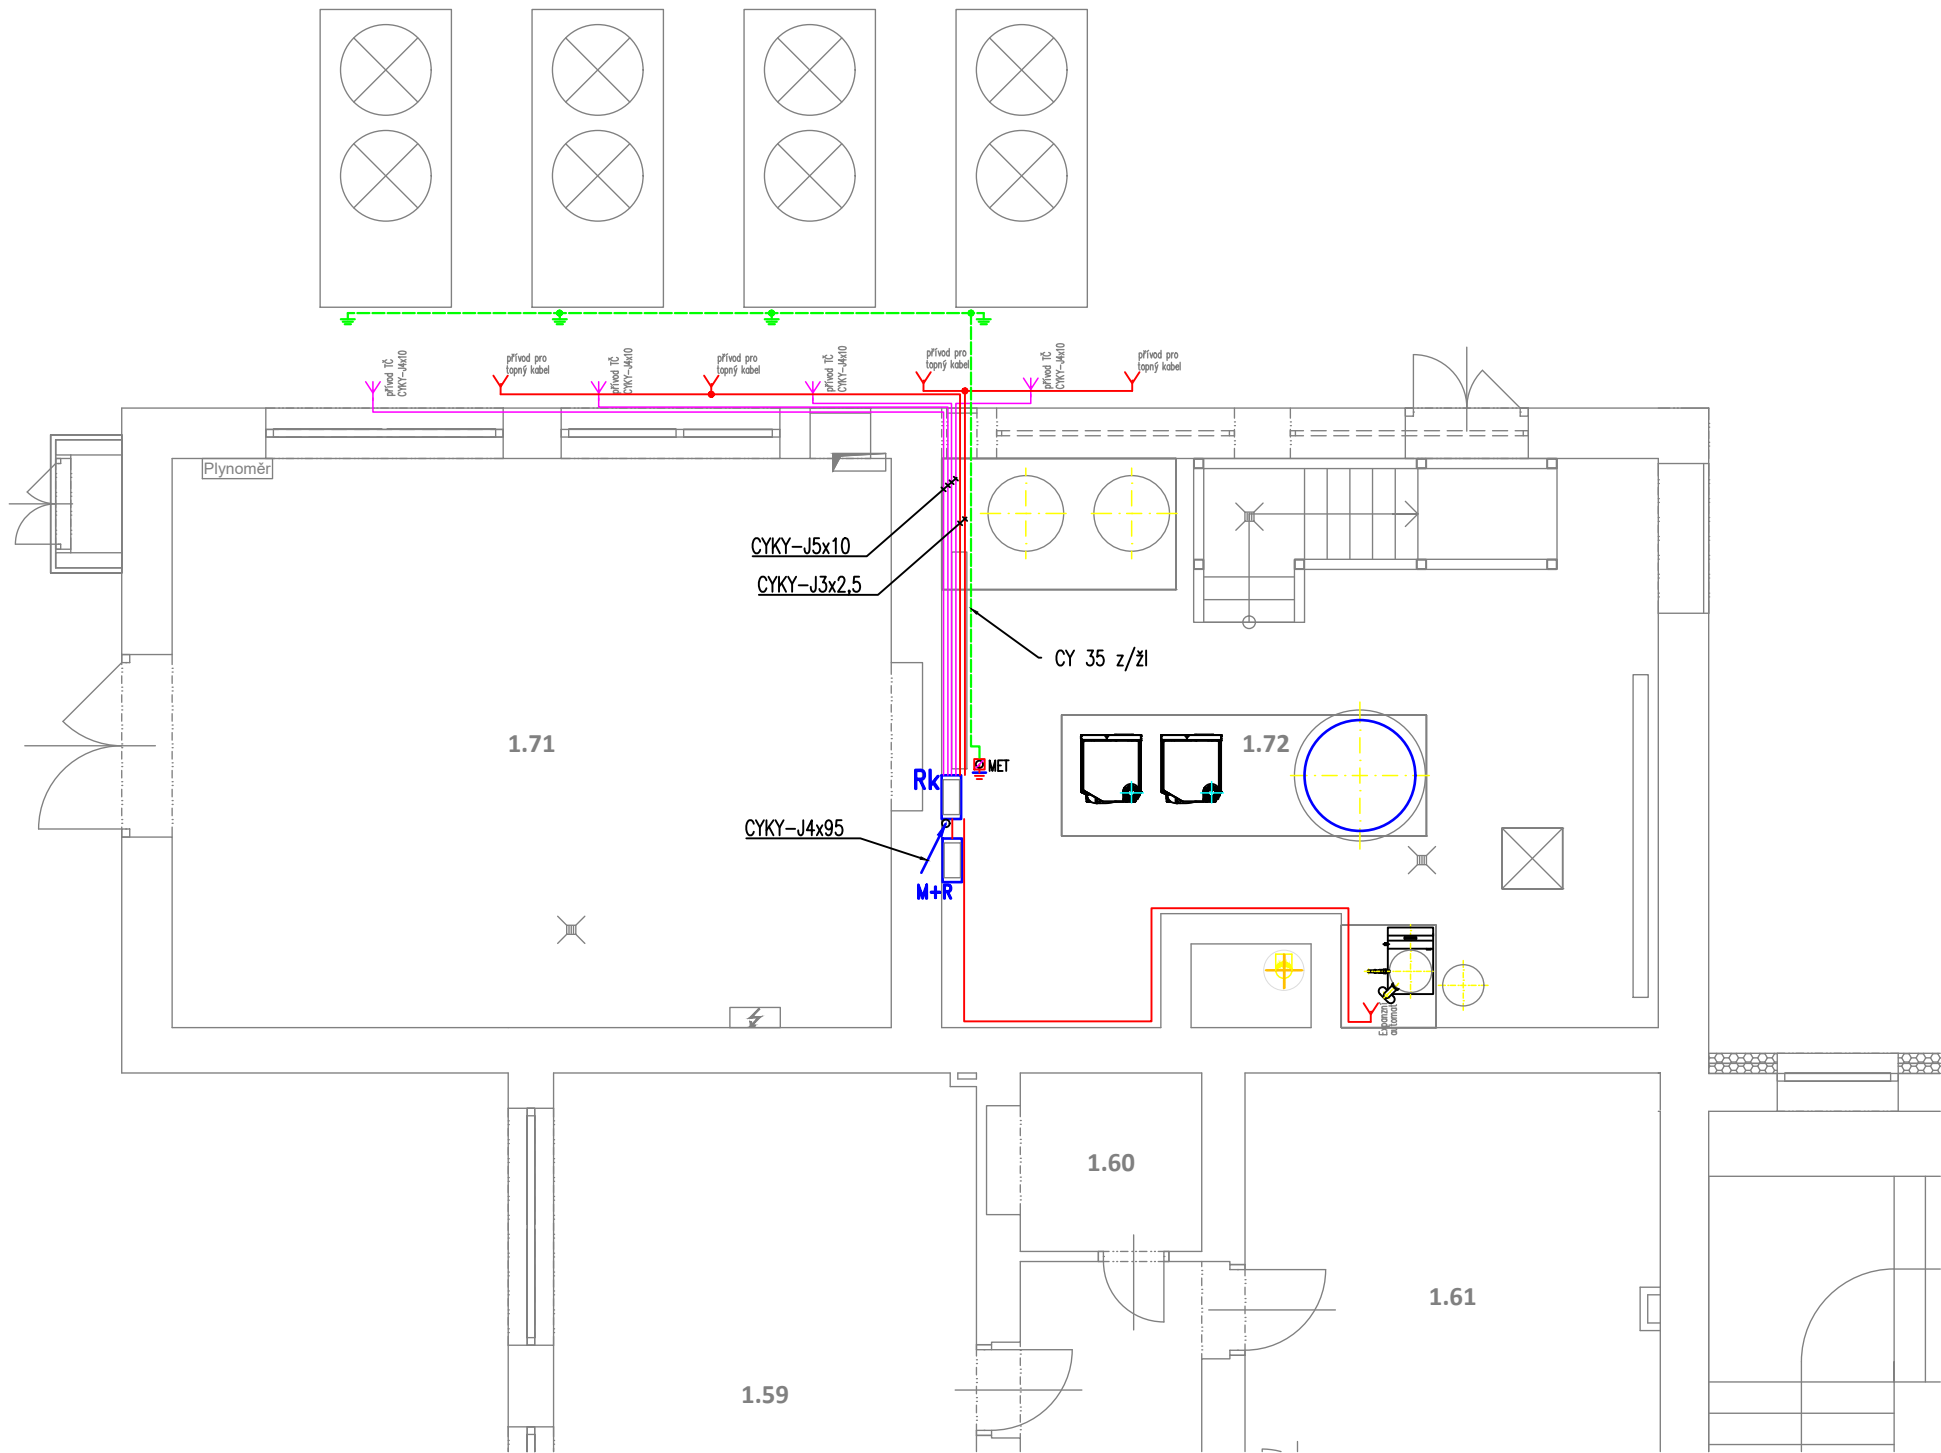 přívod TČ
CYKY-J4x10
přívod pro
topný kabel
přívod TČ
CYKY-J4x10
přívod pro
topný kabel
přívod TČ
CYKY-J4x10
přívod pro
topný kabel
přívod TČ
CYKY-J4x10
přívod pro
topný kabel
Plynoměr
CYKY-J5x10
CYKY-J3x2,5
CY 35 z/žl
1.71
1.72
MET
Rk
CYKY-J4x95
M+R
Expanzní
automat
1.60
1.61
1.59